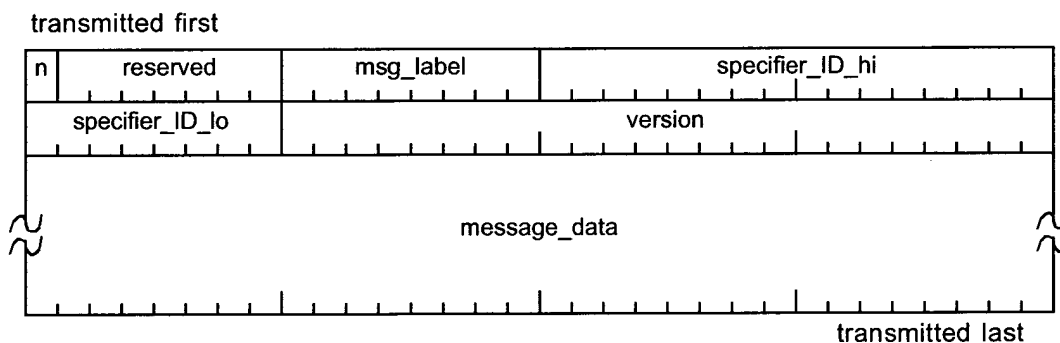 transmitted first
n reserved msg_label specifier_ID_hi
specifier_ID_lo version
message_data
transmitted last